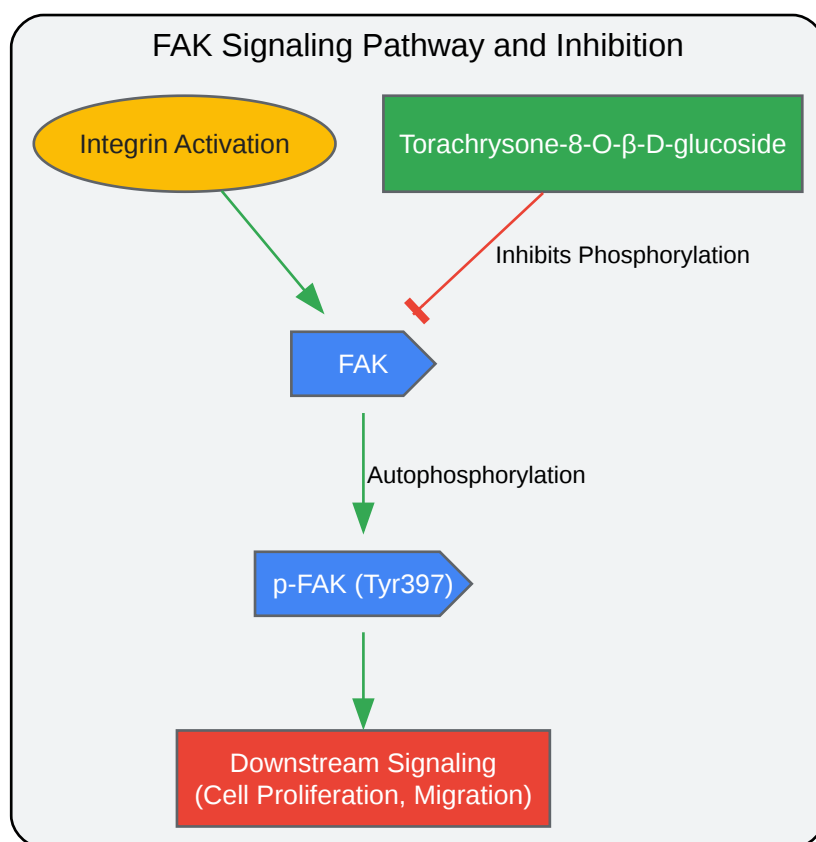 FAK Signaling Pathway and Inhibition
Integrin Activation
Torachrysone-8-O-β-D-glucoside
Inhibits Phosphorylation
FAK
Autophosphorylation
p-FAK (Tyr397)
Downstream Signaling
(Cell Proliferation, Migration)